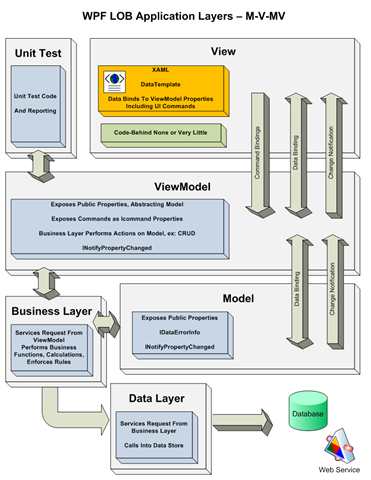 WPF LOB Application Layers – M-V-MV
Unit Test
Unit Test Code
And Reporting
View
XAML
DataTemplate
Data Binds To ViewModel Properties
Including UI Commands
Code-Behind None or Very Little
Command Bindings
Data Binding
Change Notification
ViewModel
Exposes Public Properties, Abstracting Model
Exposes Commands as Icommand Properties
Business Layer Performs Actions on Model, ex: CRUD
INotifyPropertyChanged
Business Layer
Services Request From
ViewModel
Performs Business
Functions, Calculations,
Enforces Rules
Model
Exposes Public Properties
IDataErrorInfo
INotifyPropertyChanged
Data Binding
Change Notification
Data Layer
Services Request From
Business Layer
Calls Into Data Store
Database
Web Service